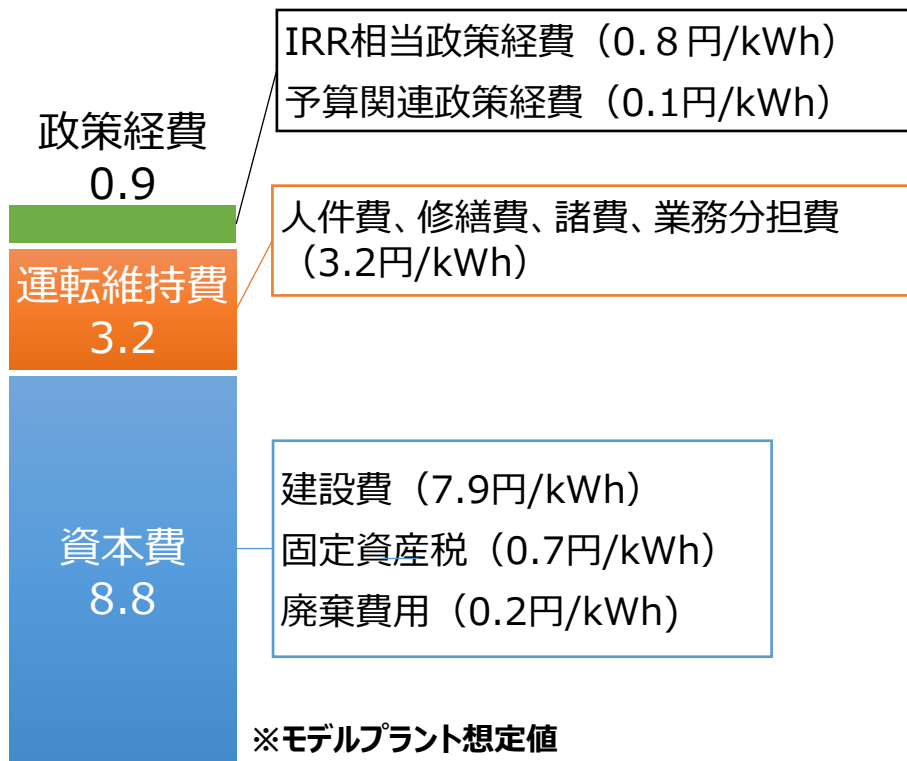 IRR相当政策経費（0.８円/kWh）
予算関連政策経費（0.1円/kWh）
政策経費
0.9
人件費、修繕費、諸費、業務分担費
（3.2円/kWh）
運転維持費
3.2
建設費（7.9円/kWh）
固定資産税（0.7円/kWh）
廃棄費用（0.2円/kWh)
資本費
8.8
※モデルプラント想定値